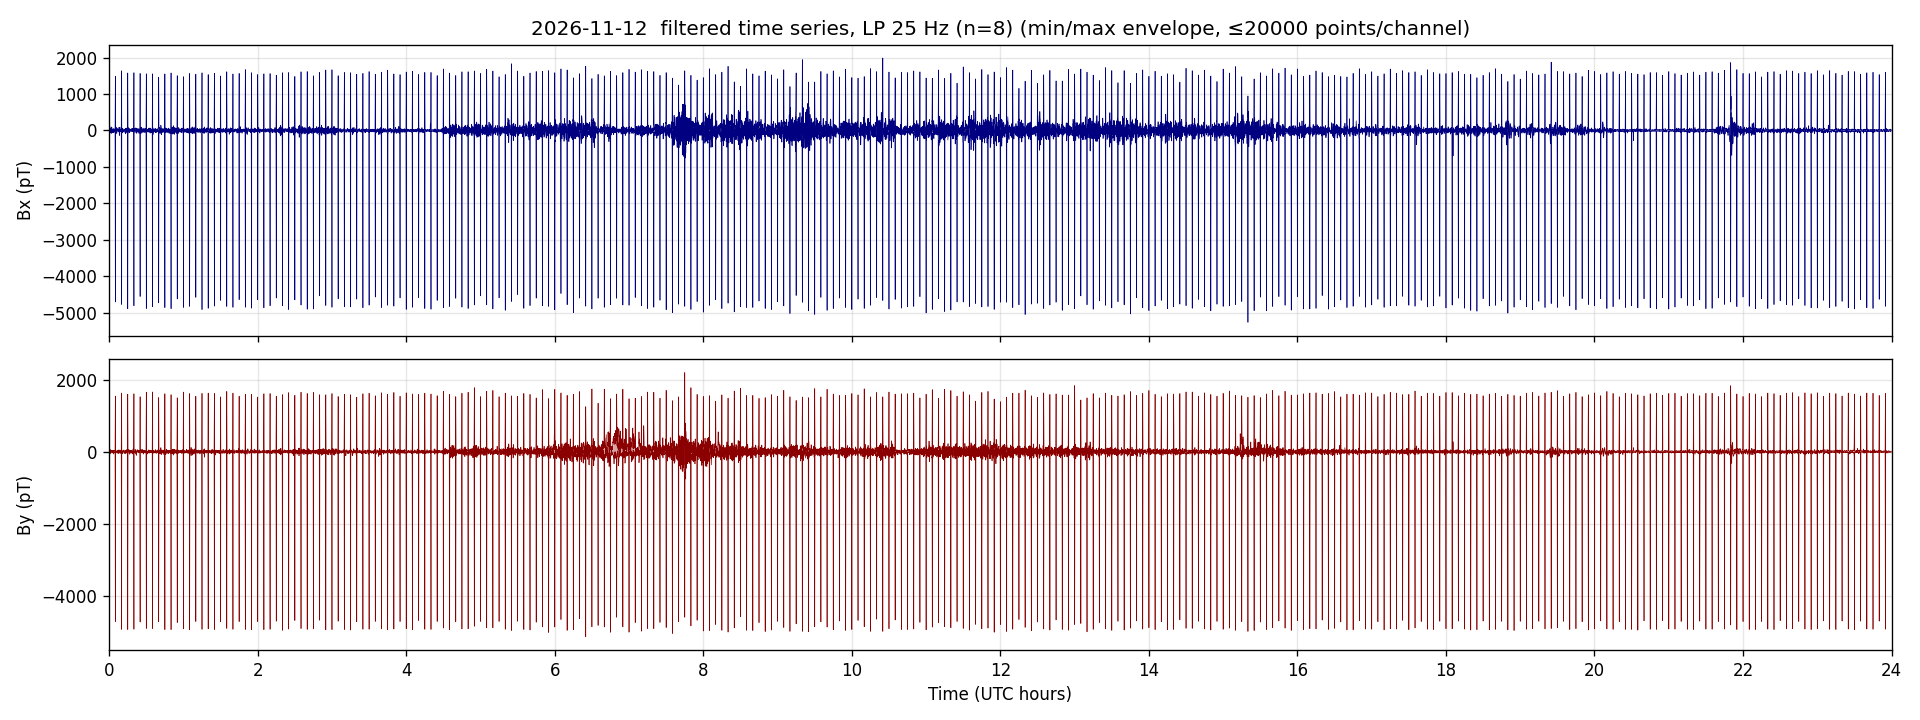 2026-11-12  filtered time series, LP 25 Hz (n=8) (min/max envelope, ≤20000 points/channel)
2000
1000
0
−1000
−2000
−3000
−4000
−5000
Bx (pT)
2000
0
−2000
−4000
By (pT)
0 2 4 6 8 10 12 14 16 18 20 22 24
Time (UTC hours)